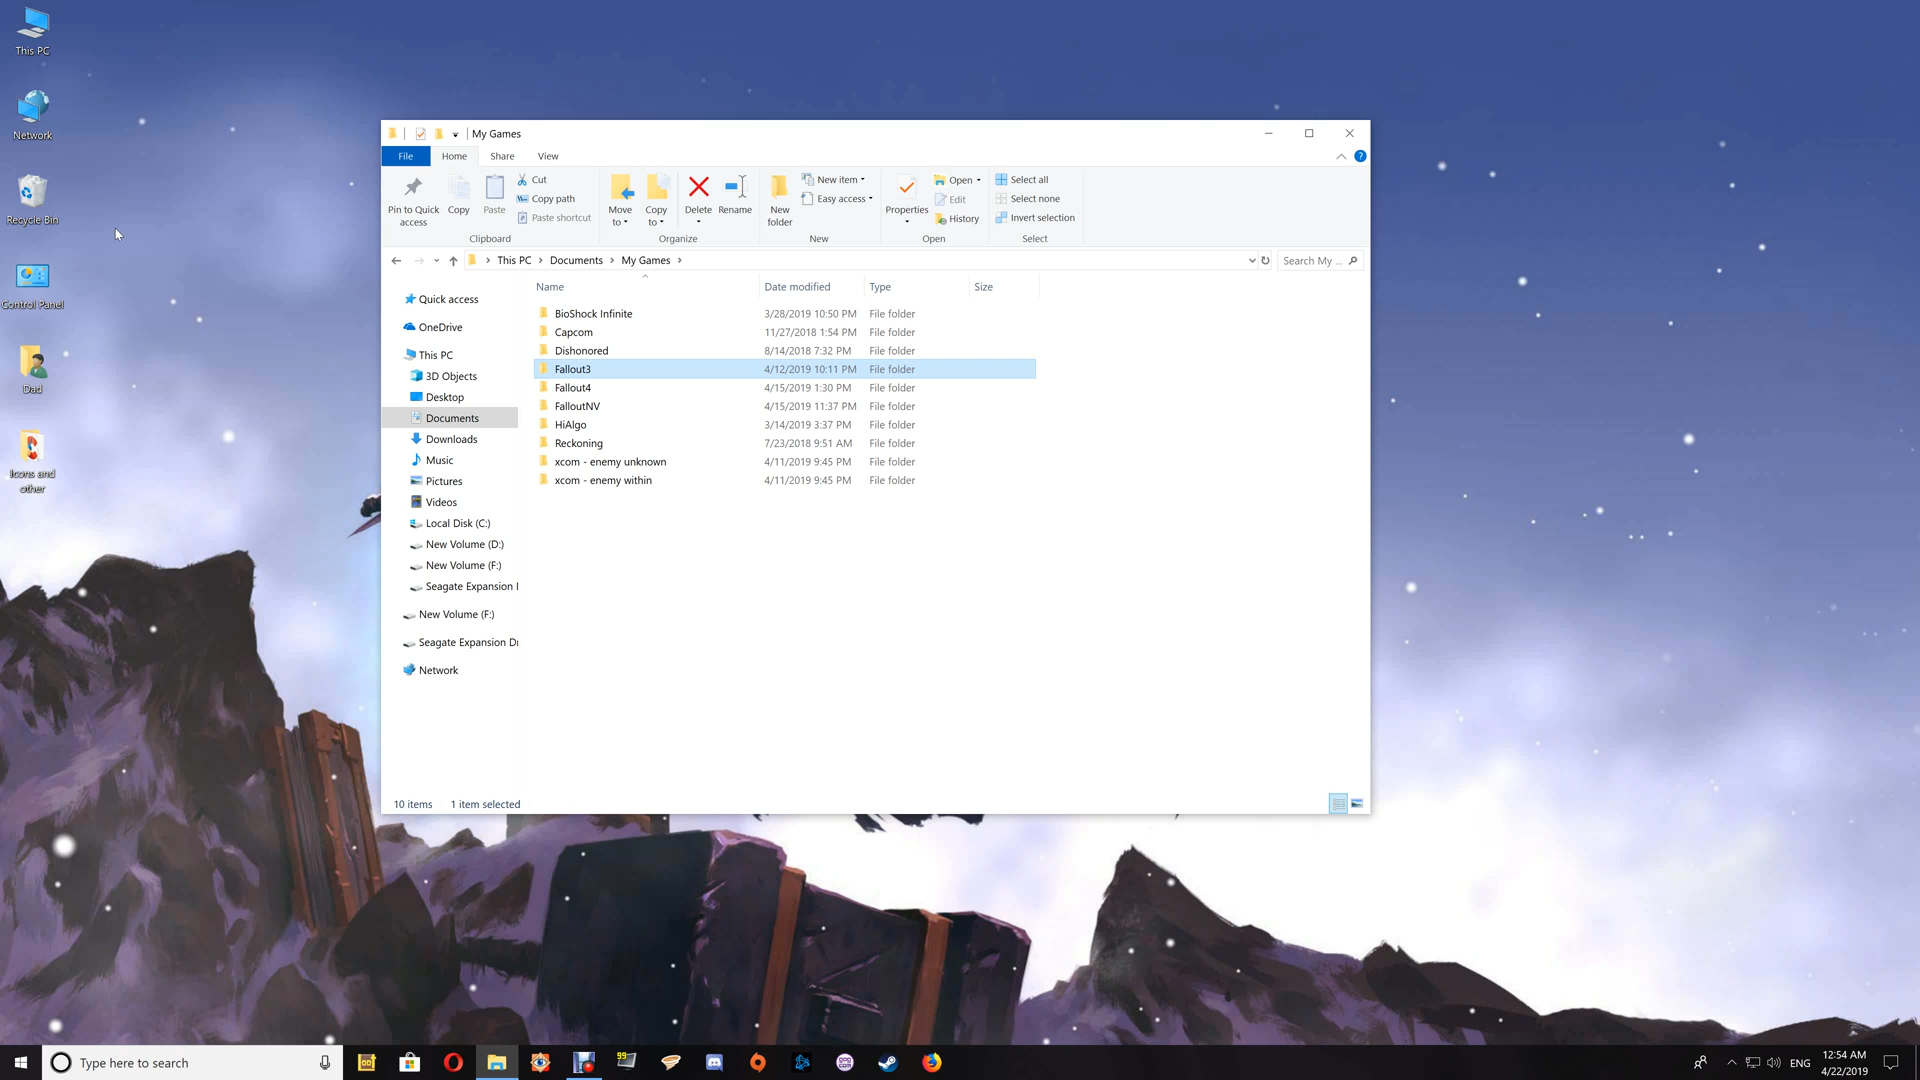 This PC
Network
Recycle Bin
Control Panel
Dad
Icons and
other
My Games
File Home Share View
Pin to Quick
access
Copy
Paste
Cut
Copy path
Paste shortcut
Clipboard
Move
to
Copy
to
Delete
Rename
Organize
New
folder
New item
Easy access
New
Properties
Open
Edit
History
Open
Select all
Select none
Invert selection
Select
This PC Documents My Games
Search My ...
Quick access
OneDrive
This PC
3D Objects
Desktop
Documents
Downloads
Music
Pictures
Videos
Local Disk (C:)
New Volume (D:)
New Volume (F:)
Seagate Expansion
New Volume (F:)
Seagate Expansion
Network
Name Date modified Type Size
BioShock Infinite 3/28/2019 10:50 PM File folder
Capcom 11/27/2018 1:54 PM File folder
Dishonored 8/14/2018 7:32 PM File folder
Fallout3 4/12/2019 10:11 PM File folder
Fallout4 4/15/2019 1:30 PM File folder
FalloutNV 4/15/2019 11:37 PM File folder
HiAlgo 3/14/2019 3:37 PM File folder
Reckoning 7/23/2018 9:51 AM File folder
xcom - enemy unknown 4/11/2019 9:45 PM File folder
xcom - enemy within 4/11/2019 9:45 PM File folder
10 items 1 item selected
Type here to search
99
ENG
12:54 AM
4/22/2019